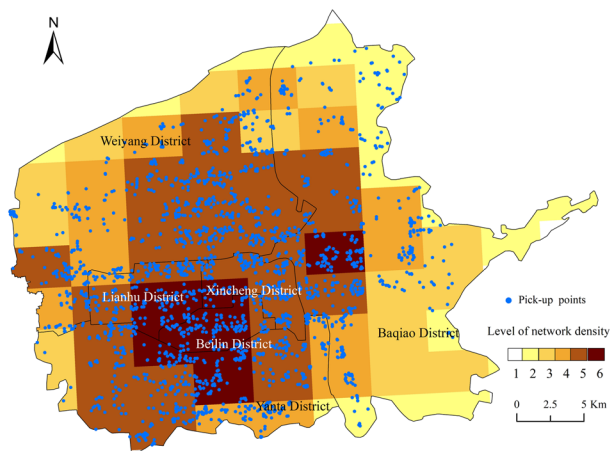 N
Weiyang District
Lianhu District
Xincheng District
Beilin District
Baqiao District
Yanta District
Pick-up points
Level of network density
1 2 3 4 5 6
0 2.5 5 Km